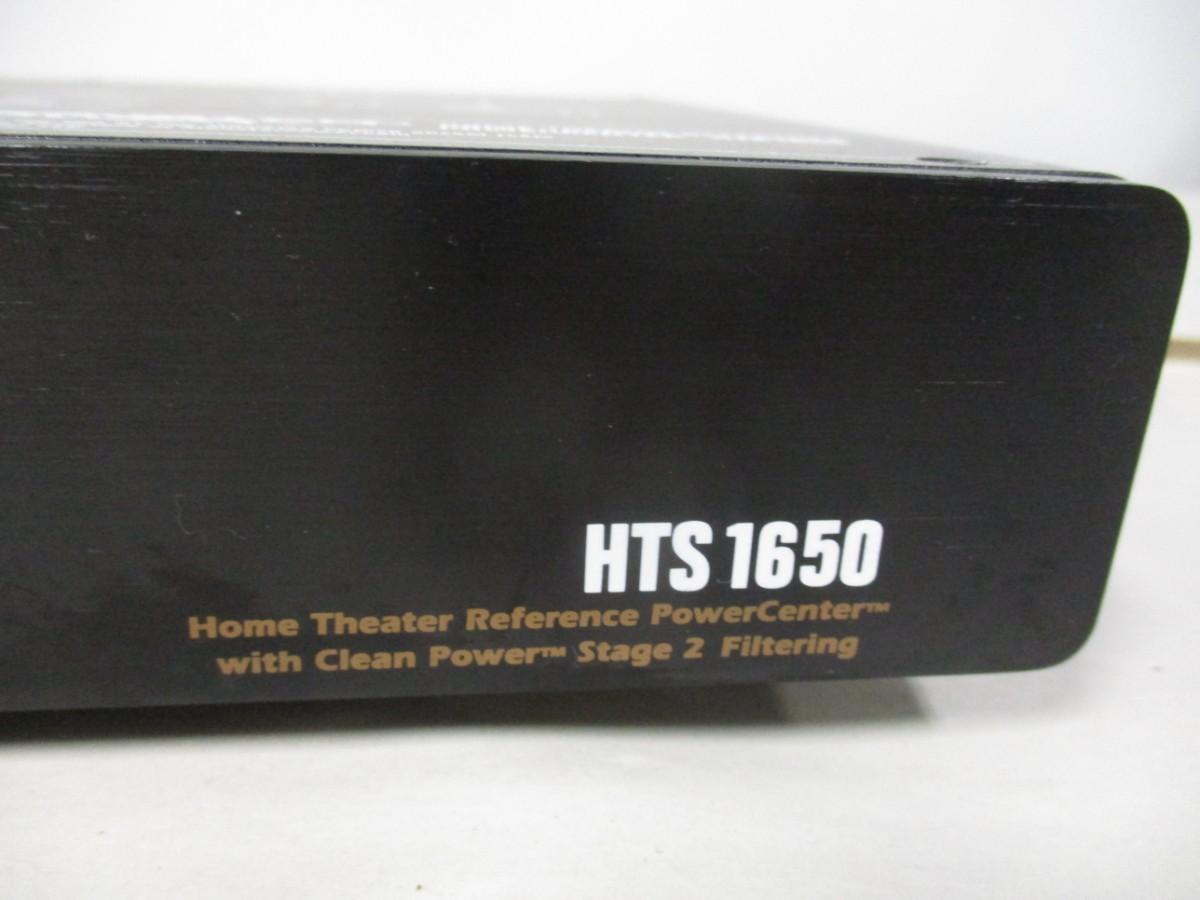 HTS 1650
Home Theater Reference PowerCenter™
with Clean Power™ Stage 2 Filtering